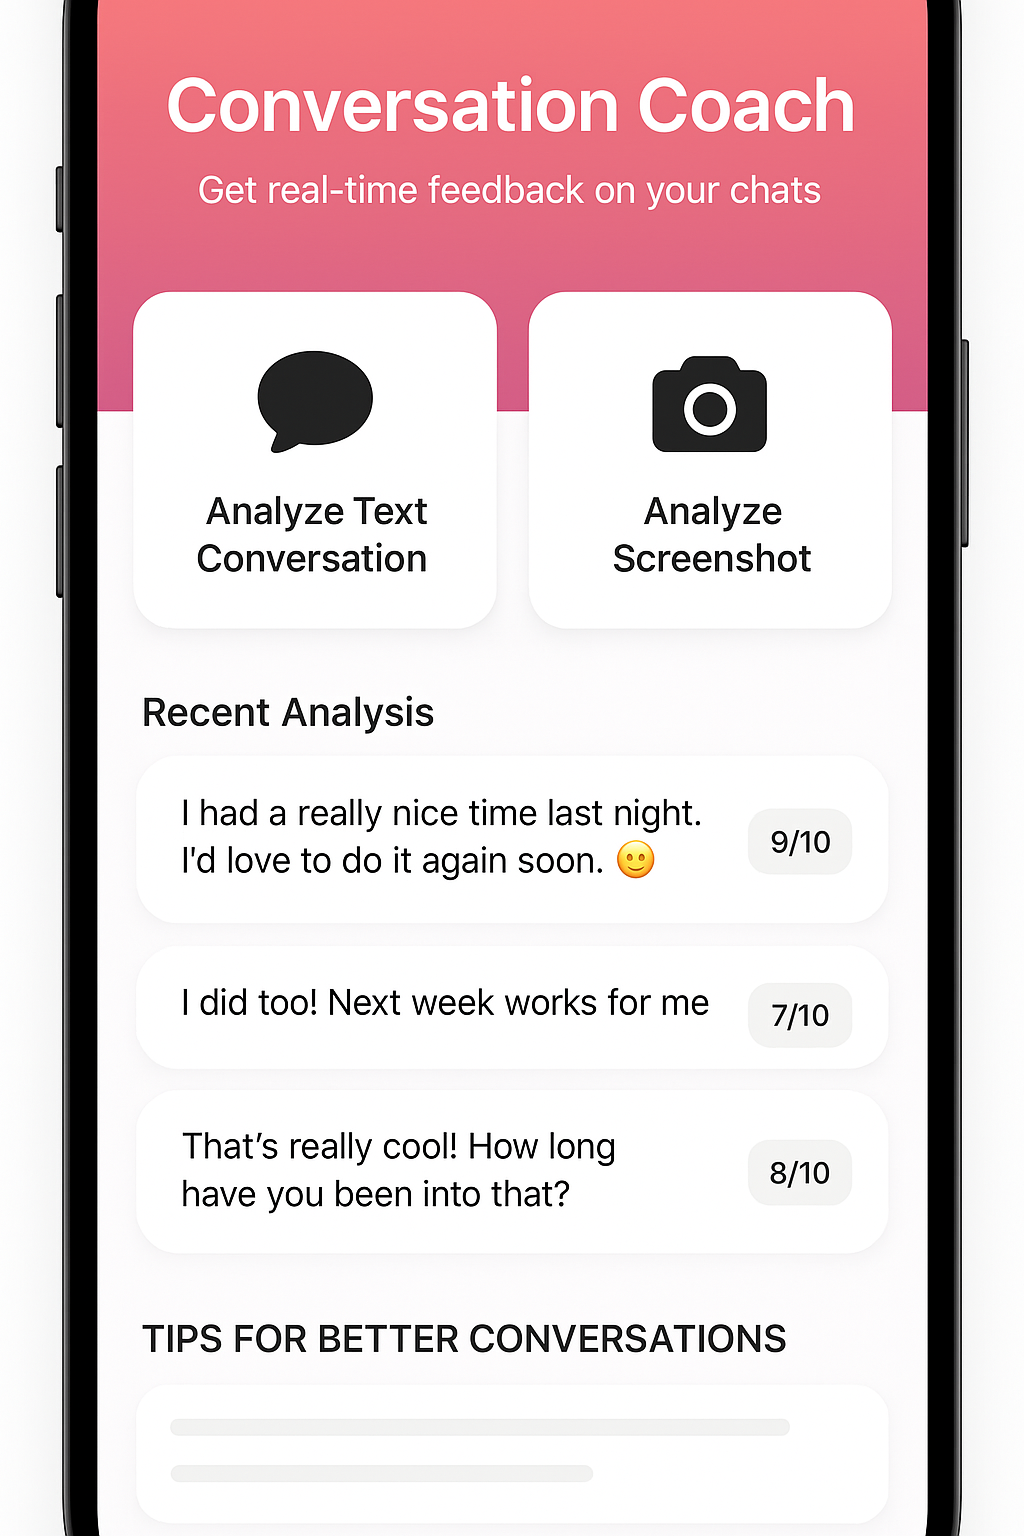 Conversation Coach
Get real-time feedback on your chats
Analyze Text
Conversation
Analyze
Screenshot
Recent Analysis
I had a really nice time last night.
I'd love to do it again soon. 🙂
9/10
I did too! Next week works for me
7/10
That’s really cool! How long
have you been into that?
8/10
TIPS FOR BETTER CONVERSATIONS